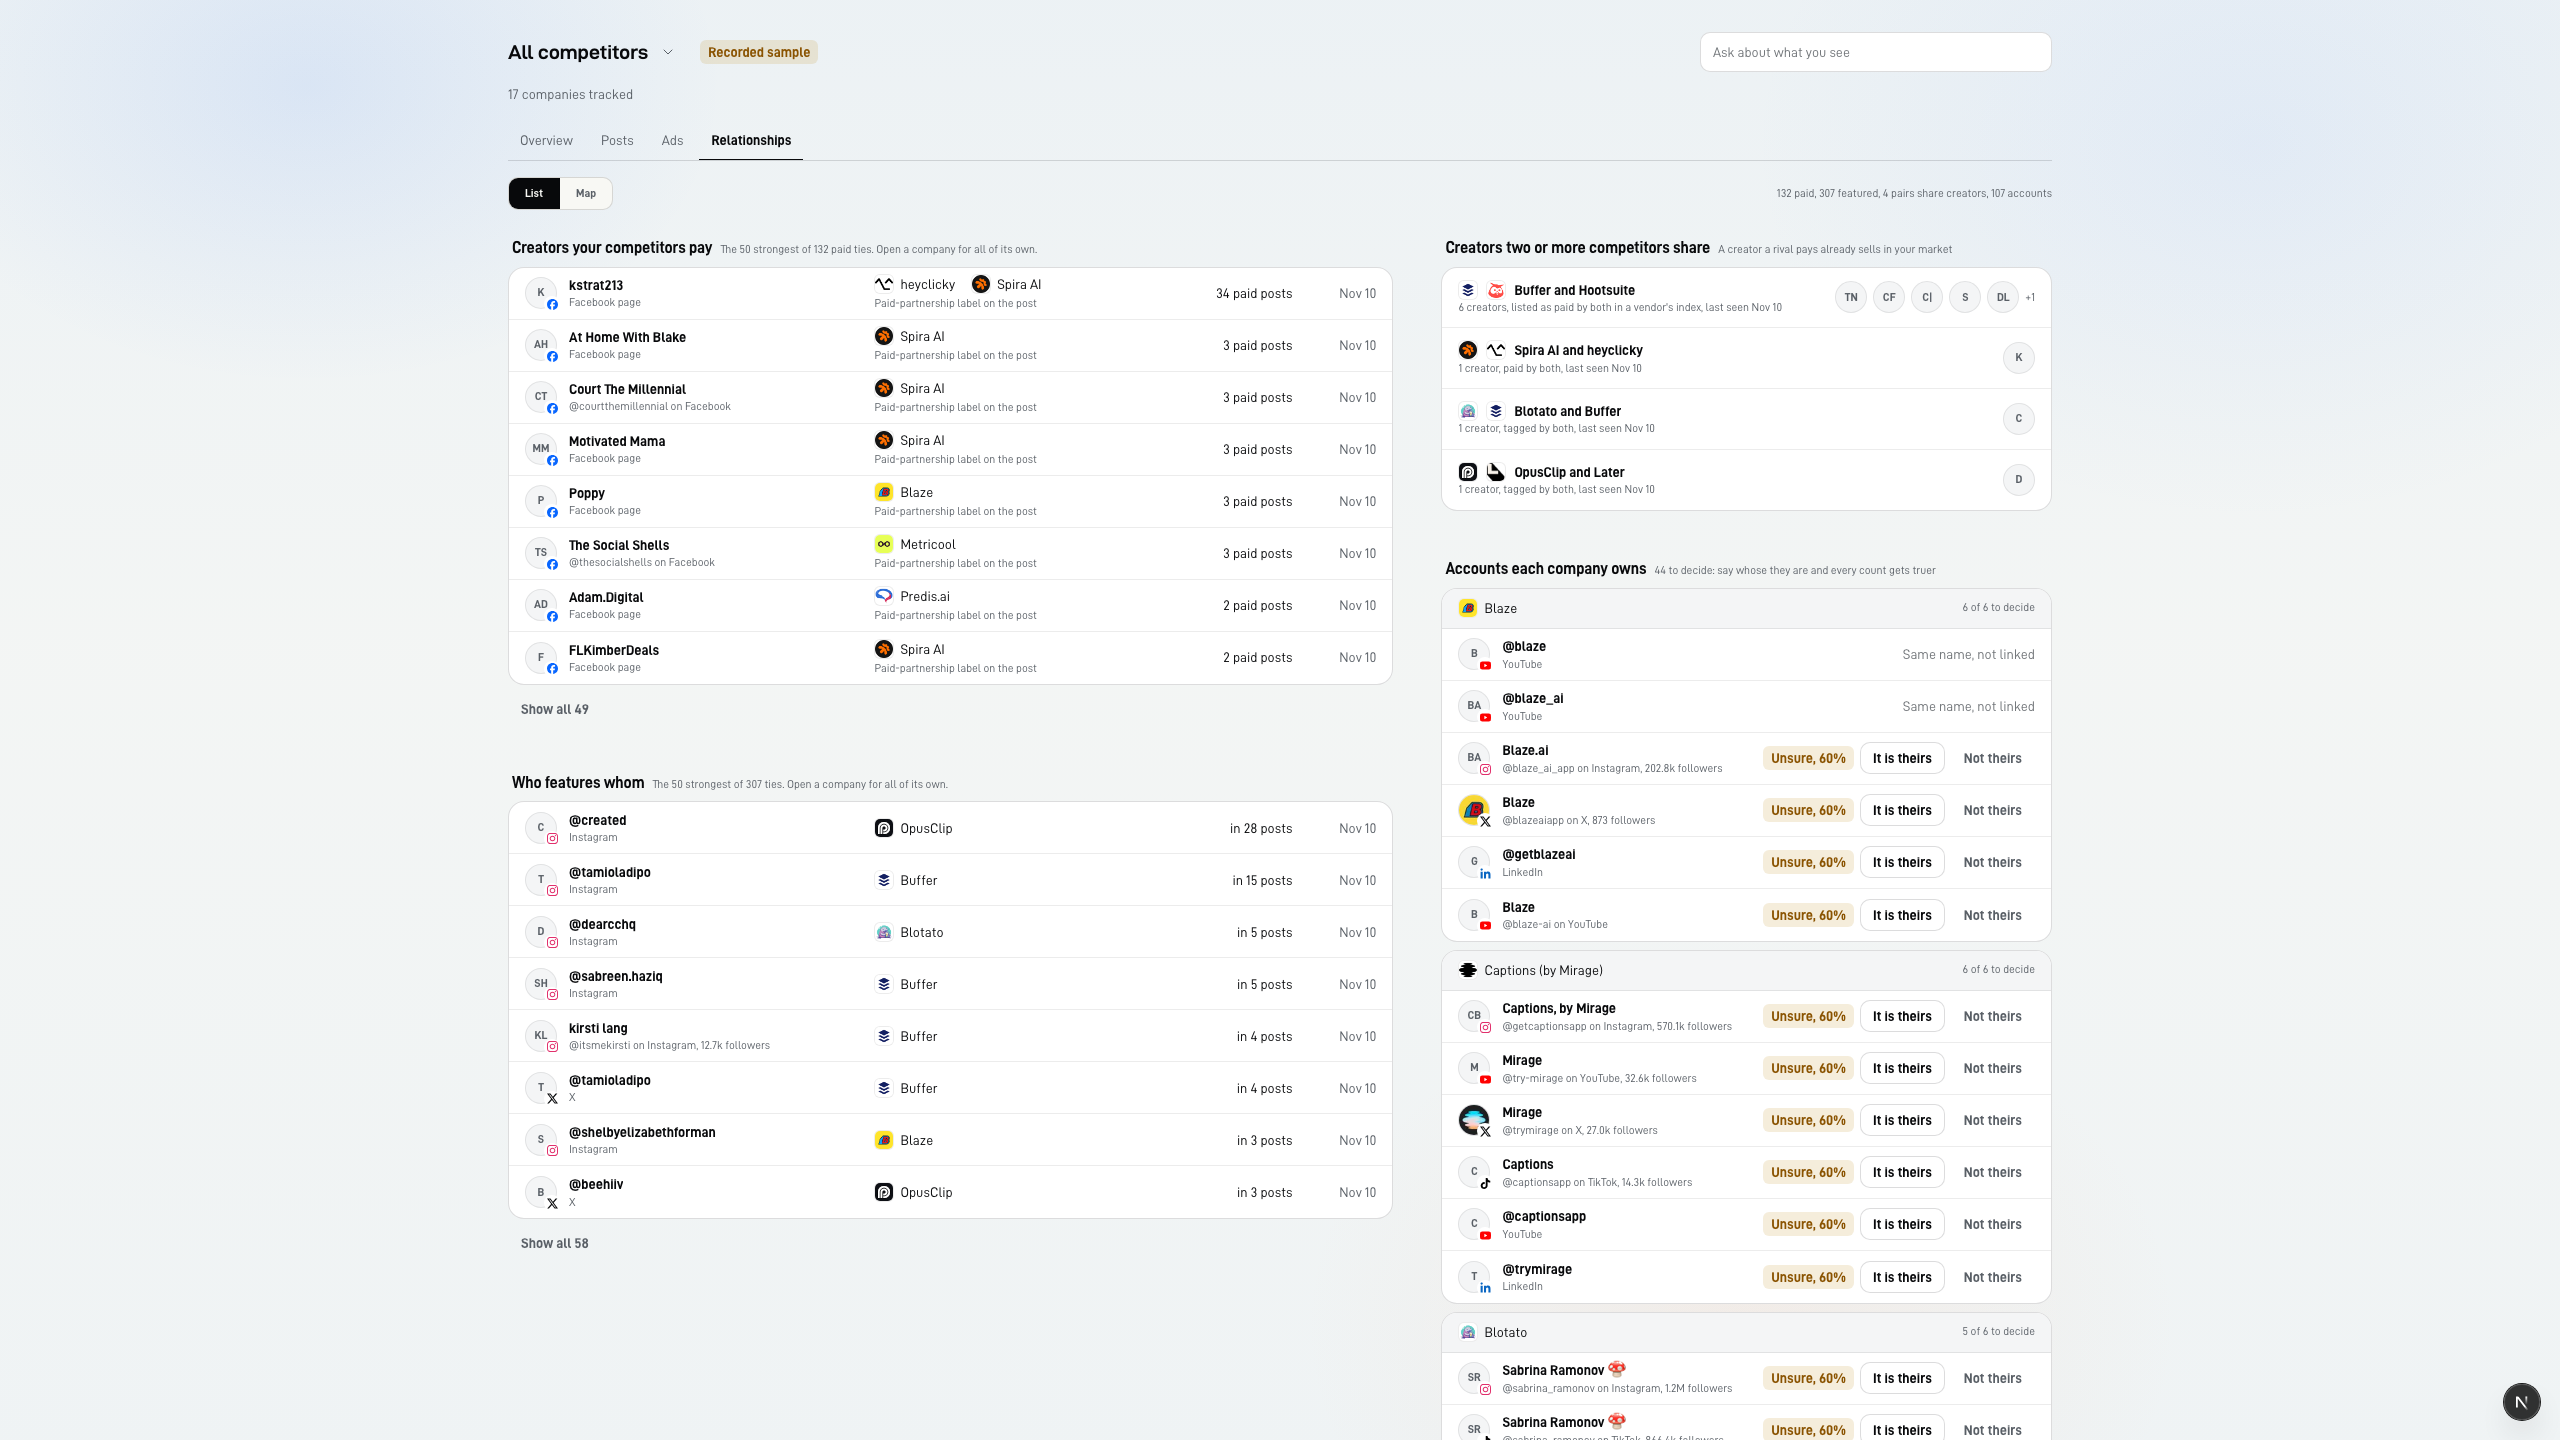 All competitors
Recorded sample
Ask about what you see
17 companies tracked
Overview Posts Ads Relationships
List Map
132 paid, 307 featured, 4 pairs share creators, 107 accounts
Creators your competitors pay The 50 strongest of 132 paid ties. Open a company for all of its own.
K
kstrat213
Facebook page
heyclicky Spira AI
Paid-partnership label on the post
34 paid posts
Nov 10
AH
At Home With Blake
Facebook page
Spira AI
Paid-partnership label on the post
3 paid posts
Nov 10
CT
Court The Millennial
@courtthemillennial on Facebook
Spira AI
Paid-partnership label on the post
3 paid posts
Nov 10
MM
Motivated Mama
Facebook page
Spira AI
Paid-partnership label on the post
3 paid posts
Nov 10
P
Poppy
Facebook page
Blaze
Paid-partnership label on the post
3 paid posts
Nov 10
TS
The Social Shells
@thesocialshells on Facebook
Metricool
Paid-partnership label on the post
3 paid posts
Nov 10
AD
Adam.Digital
Facebook page
Predis.ai
Paid-partnership label on the post
2 paid posts
Nov 10
F
FLKimberDeals
Facebook page
Spira AI
Paid-partnership label on the post
2 paid posts
Nov 10
Show all 49
Who features whom The 50 strongest of 307 ties. Open a company for all of its own.
C
@created
Instagram
OpusClip
in 28 posts
Nov 10
T
@tamioladipo
Instagram
Buffer
in 15 posts
Nov 10
D
@dearcchq
Instagram
Blotato
in 5 posts
Nov 10
SH
@sabreen.haziq
Instagram
Buffer
in 5 posts
Nov 10
KL
kirsti lang
@itsmekirsti on Instagram, 12.7k followers
Buffer
in 4 posts
Nov 10
T
@tamioladipo
X
Buffer
in 4 posts
Nov 10
S
@shelbyelizabethforman
Instagram
Blaze
in 3 posts
Nov 10
B
@beehiiv
X
OpusClip
in 3 posts
Nov 10
Show all 58
Creators two or more competitors share A creator a rival pays already sells in your market
Buffer and Hootsuite
6 creators, listed as paid by both in a vendor's index, last seen Nov 10
TN CF C| S DL +1
Spira AI and heyclicky
1 creator, paid by both, last seen Nov 10
K
Blotato and Buffer
1 creator, tagged by both, last seen Nov 10
C
OpusClip and Later
1 creator, tagged by both, last seen Nov 10
D
Accounts each company owns 44 to decide: say whose they are and every count gets truer
Blaze
6 of 6 to decide
B
@blaze
YouTube
Same name, not linked
BA
@blaze_ai
YouTube
Same name, not linked
BA
Blaze.ai
@blaze_ai_app on Instagram, 202.8k followers
Unsure, 60% It is theirs Not theirs
Blaze
@blazeaiapp on X, 873 followers
Unsure, 60% It is theirs Not theirs
G
@getblazeai
LinkedIn
Unsure, 60% It is theirs Not theirs
B
Blaze
@blaze-ai on YouTube
Unsure, 60% It is theirs Not theirs
Captions (by Mirage)
6 of 6 to decide
CB
Captions, by Mirage
@getcaptionsapp on Instagram, 570.1k followers
Unsure, 60% It is theirs Not theirs
M
Mirage
@try-mirage on YouTube, 32.6k followers
Unsure, 60% It is theirs Not theirs
Mirage
@trymirage on X, 27.0k followers
Unsure, 60% It is theirs Not theirs
C
Captions
@captionsapp on TikTok, 14.3k followers
Unsure, 60% It is theirs Not theirs
C
@captionsapp
YouTube
Unsure, 60% It is theirs Not theirs
T
@trymirage
LinkedIn
Unsure, 60% It is theirs Not theirs
Blotato
5 of 6 to decide
SR
Sabrina Ramonov 🍄
@sabrina_ramonov on Instagram, 1.2M followers
Unsure, 60% It is theirs Not theirs
SR
Sabrina Ramonov 🍄
@sabrina_ramonov on TikTok, 866.4k followers
Unsure, 60% It is theirs Not theirs
N